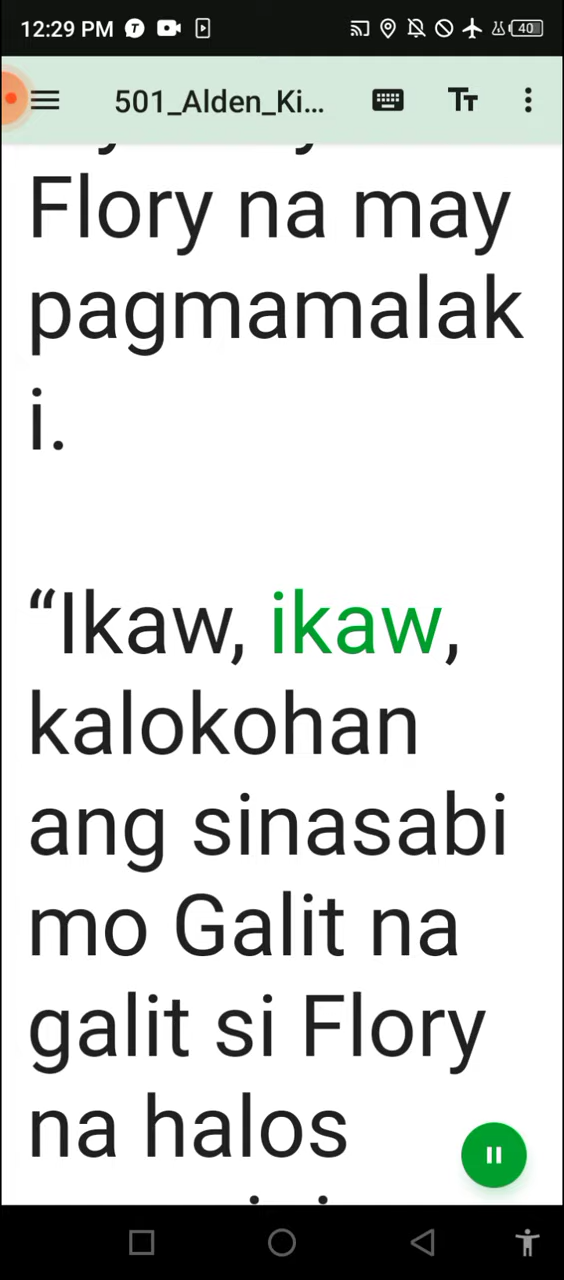 12:29 PM
40
501_Alden_Ki...
Flory na may
pagmamalak
i.
“Ikaw, ikaw,
kalokohan
ang sinasabi
mo Galit na
galit si Flory
na halos